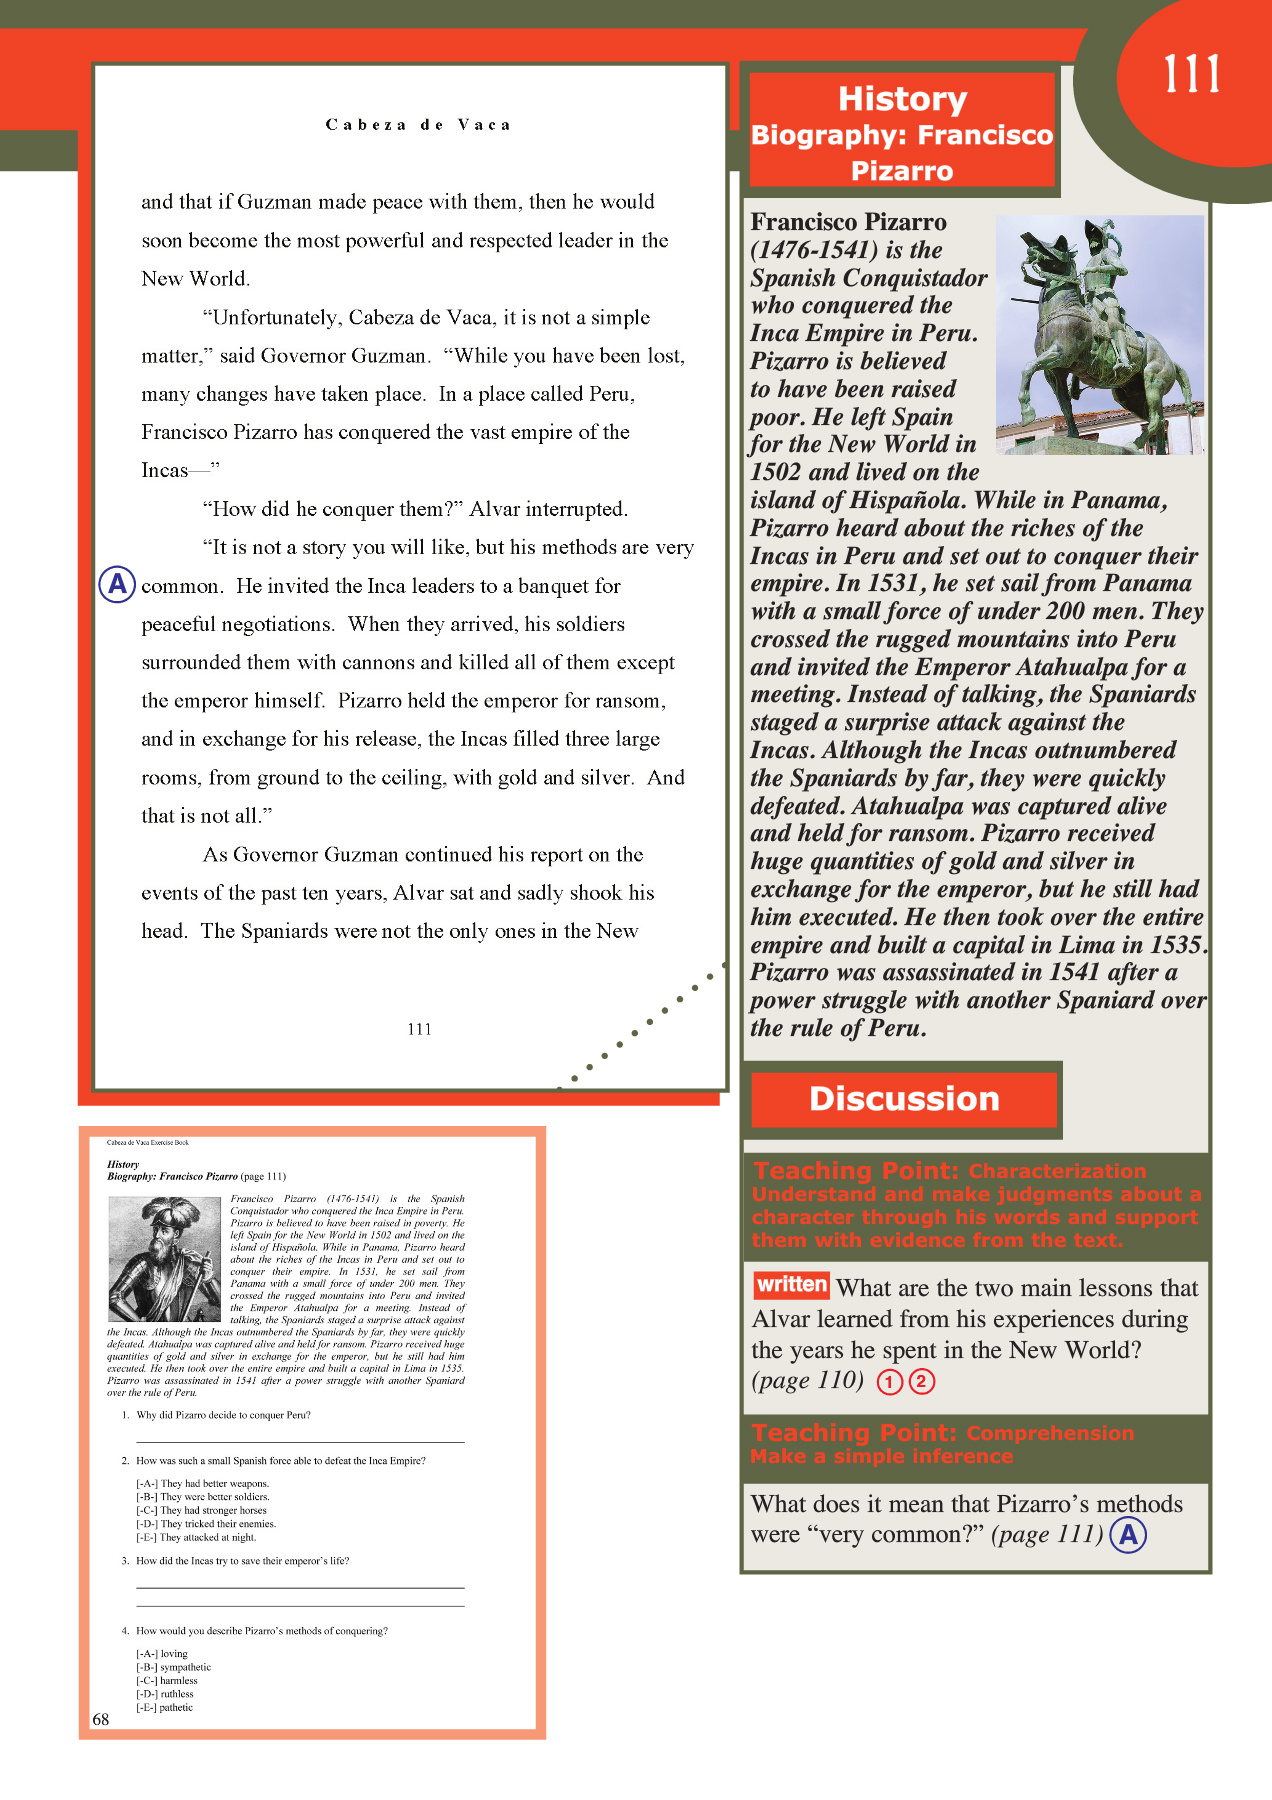 111
Cabeza de Vaca
and that if Guzman made peace with them, then he would
soon become the most powerful and respected leader in the
New World.
“Unfortunately, Cabeza de Vaca, it is not a simple
matter,” said Governor Guzman.  “While you have been lost,
many changes have taken place.  In a place called Peru,
Francisco Pizarro has conquered the vast empire of the
Incas—”
“How did he conquer them?” Alvar interrupted.
“It is not a story you will like, but his methods are very
A common.  He invited the Inca leaders to a banquet for
peaceful negotiations.  When they arrived, his soldiers
surrounded them with cannons and killed all of them except
the emperor himself.  Pizarro held the emperor for ransom,
and in exchange for his release, the Incas filled three large
rooms, from ground to the ceiling, with gold and silver.  And
that is not all.”
As Governor Guzman continued his report on the
events of the past ten years, Alvar sat and sadly shook his
head.  The Spaniards were not the only ones in the New
111
History
Biography: Francisco
Pizarro
Francisco Pizarro
(1476-1541) is the
Spanish Conquistador
who conquered the
Inca Empire in Peru.
Pizarro is believed
to have been raised
poor. He left Spain
for the New World in
1502 and lived on the
island of Hispañola. While in Panama,
Pizarro heard about the riches of the
Incas in Peru and set out to conquer their
empire. In 1531, he set sail from Panama
with a small force of under 200 men. They
crossed the rugged mountains into Peru
and invited the Emperor Atahualpa for a
meeting. Instead of talking, the Spaniards
staged a surprise attack against the
Incas. Although the Incas outnumbered
the Spaniards by far, they were quickly
defeated. Atahualpa was captured alive
and held for ransom. Pizarro received
huge quantities of gold and silver in
exchange for the emperor, but he still had
him executed. He then took over the entire
empire and built a capital in Lima in 1535.
Pizarro was assassinated in 1541 after a
power struggle with another Spaniard over
the rule of Peru.
Discussion
Teaching Point: Characterization
Understand and make judgments about a
character through his words and support
them with evidence from the text.
written What are the two main lessons that
Alvar learned from his experiences during
the years he spent in the New World?
(page 110) 1 2
Teaching Point: Comprehension
Make a simple inference
What does it mean that Pizarro’s methods
were “very common?” (page 111) A
Cabeza de Vaca Exercise Book
History
Biography: Francisco Pizarro (page 111)
Francisco Pizarro (1476-1541) is the Spanish
Conquistador who conquered the Inca Empire in Peru.
Pizarro is believed to have been raised in poverty. He
left Spain for the New World in 1502 and lived on the
island of Hispañola. While in Panama, Pizarro heard
about the riches of the Incas in Peru and set out to
conquer their empire. In 1531, he set sail from
Panama with a small force of under 200 men. They
crossed the rugged mountains into Peru and invited
the Emperor Atahualpa for a meeting. Instead of
talking, the Spaniards staged a surprise attack against
the Incas. Although the Incas outnumbered the Spaniards by far, they were quickly
defeated. Atahualpa was captured alive and held for ransom. Pizarro received huge
quantities of gold and silver in exchange for the emperor, but he still had him
executed. He then took over the entire empire and built a capital in Lima in 1535.
Pizarro was assassinated in 1541 after a power struggle with another Spaniard
over the rule of Peru.
1. Why did Pizarro decide to conquer Peru?
2. How was such a small Spanish force able to defeat the Inca Empire?
[-A-] They had better weapons.
[-B-] They were better soldiers.
[-C-] They had stronger horses
[-D-] They tricked their enemies.
[-E-] They attacked at night.
3. How did the Incas try to save their emperor’s life?
4. How would you describe Pizarro’s methods of conquering?
[-A-] loving
[-B-] sympathetic
[-C-] harmless
[-D-] ruthless
[-E-] pathetic
68